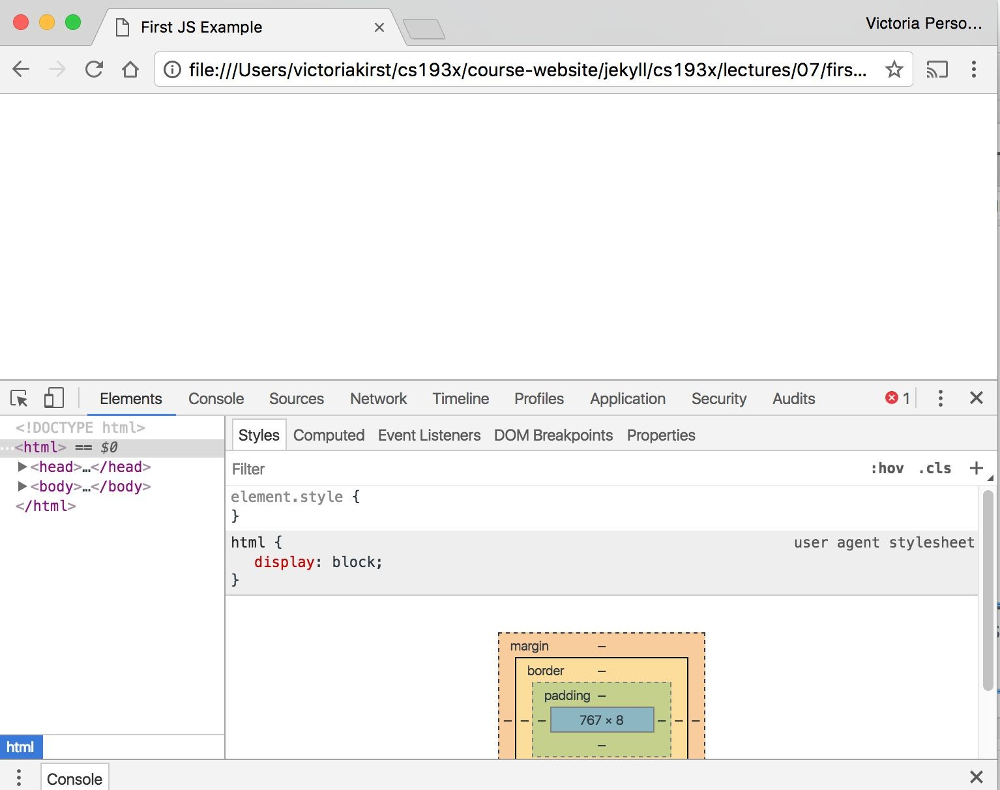 First JS Example
Victoria Perso...
file:///Users/victoriakirst/cs193x/course-website/jekyll/cs193x/lectures/07/firs...
Elements Console Sources Network Timeline Profiles Application Security Audits 1
<!DOCTYPE html>
...<html> == $0
<head>…</head>
<body>…</body>
</html>
html
Styles Computed Event Listeners DOM Breakpoints Properties
Filter :hov .cls +
element.style {
}
html { user agent stylesheet
display: block;
}
margin –
border –
padding –
– – – 767 × 8 – – –
–
Console